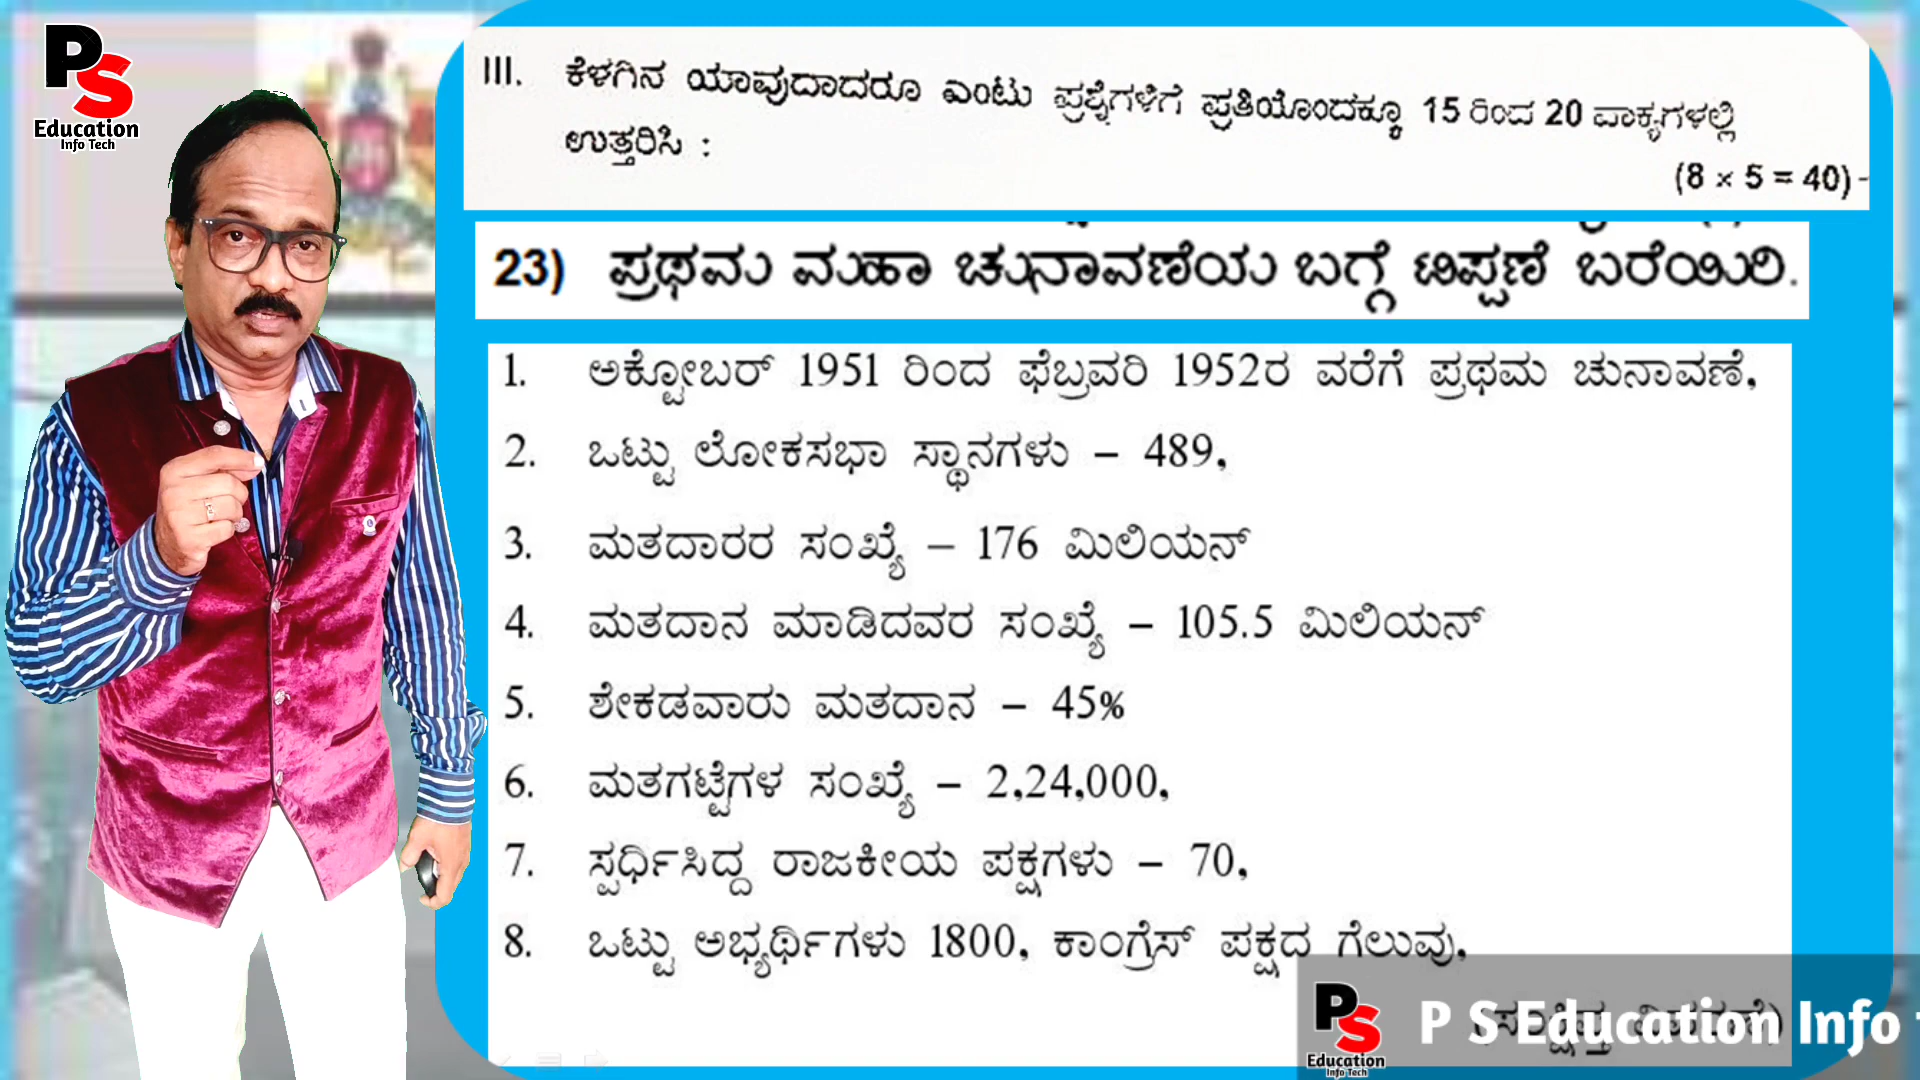 PS
Education
Info Tech
III. ಕೆಳಗಿನ ಯಾವುದಾದರೂ ಎಂಟು ಪ್ರಶ್ನೆಗಳಿಗೆ ಪ್ರತಿಯೊಂದಕ್ಕೂ 15 ರಿಂದ 20 ವಾಕ್ಯಗಳಲ್ಲಿ
ಉತ್ತರಿಸಿ :
(8 × 5 = 40)
23) ಪ್ರಥಮ ಮಹಾ ಚುನಾವಣೆಯ ಬಗ್ಗೆ ಟಿಪ್ಪಣಿ ಬರೆಯಿರಿ.
1. ಅಕ್ಟೋಬರ್ 1951 ರಿಂದ ಫೆಬ್ರವರಿ 1952ರ ವರೆಗೆ ಪ್ರಥಮ ಚುನಾವಣೆ,
2. ಒಟ್ಟು ಲೋಕಸಭಾ ಸ್ಥಾನಗಳು – 489,
3. ಮತದಾರರ ಸಂಖ್ಯೆ – 176 ಮಿಲಿಯನ್
4. ಮತದಾನ ಮಾಡಿದವರ ಸಂಖ್ಯೆ – 105.5 ಮಿಲಿಯನ್
5. ಶೇಕಡವಾರು ಮತದಾನ – 45%
6. ಮತಗಟ್ಟೆಗಳ ಸಂಖ್ಯೆ – 2,24,000,
7. ಸ್ಪರ್ಧಿಸಿದ್ದ ರಾಜಕೀಯ ಪಕ್ಷಗಳು – 70,
8. ಒಟ್ಟು ಅಭ್ಯರ್ಥಿಗಳು 1800, ಕಾಂಗ್ರೆಸ್ ಪಕ್ಷದ ಗೆಲುವು,
PS
Education
Info Tech
P S Education Info